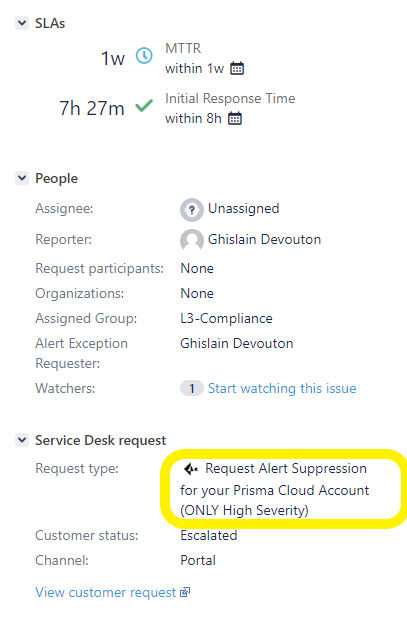 SLAs
1w MTTR
within 1w
7h 27m Initial Response Time
within 8h
People
Assignee: Unassigned
Reporter: Ghislain Devouton
Request participants: None
Organizations: None
Assigned Group: L3-Compliance
Alert Exception Requester: Ghislain Devouton
Watchers: 1 Start watching this issue
Service Desk request
Request type: Request Alert Suppression
for your Prisma Cloud Account
(ONLY High Severity)
Customer status: Escalated
Channel: Portal
View customer request